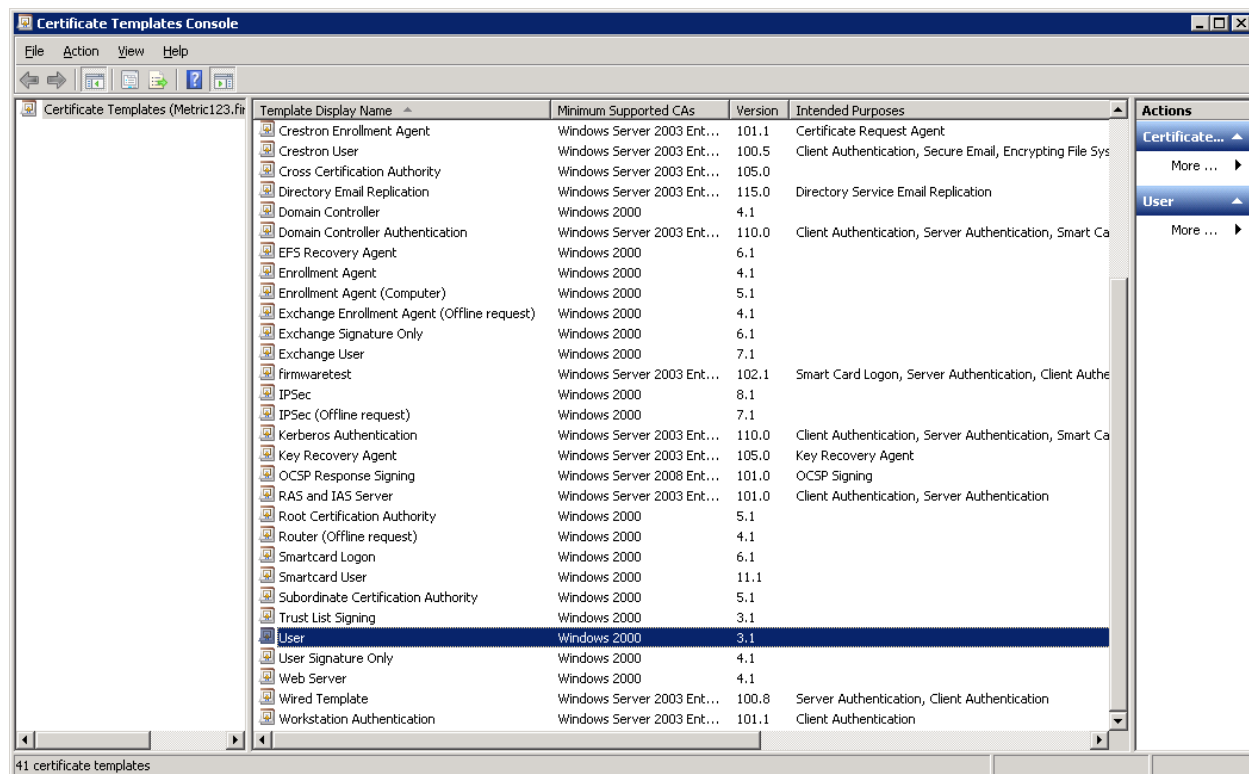 Certificate Templates Console
File Action View Help
Certificate Templates (Metric123.fir
Template Display Name Minimum Supported CAs Version Intended Purposes
Crestron Enrollment Agent Windows Server 2003 Ent... 101.1 Certificate Request Agent
Crestron User Windows Server 2003 Ent... 100.5 Client Authentication, Secure Email, Encrypting File Sys
Cross Certification Authority Windows Server 2003 Ent... 105.0
Directory Email Replication Windows Server 2003 Ent... 115.0 Directory Service Email Replication
Domain Controller Windows 2000 4.1
Domain Controller Authentication Windows Server 2003 Ent... 110.0 Client Authentication, Server Authentication, Smart Ca
EFS Recovery Agent Windows 2000 6.1
Enrollment Agent Windows 2000 4.1
Enrollment Agent (Computer) Windows 2000 5.1
Exchange Enrollment Agent (Offline request) Windows 2000 4.1
Exchange Signature Only Windows 2000 6.1
Exchange User Windows 2000 7.1
firmwaretest Windows Server 2003 Ent... 102.1 Smart Card Logon, Server Authentication, Client Authe
IPSec Windows 2000 8.1
IPSec (Offline request) Windows 2000 7.1
Kerberos Authentication Windows Server 2003 Ent... 110.0 Client Authentication, Server Authentication, Smart Ca
Key Recovery Agent Windows Server 2003 Ent... 105.0 Key Recovery Agent
OCSP Response Signing Windows Server 2008 Ent... 101.0 OCSP Signing
RAS and IAS Server Windows Server 2003 Ent... 101.0 Client Authentication, Server Authentication
Root Certification Authority Windows 2000 5.1
Router (Offline request) Windows 2000 4.1
Smartcard Logon Windows 2000 6.1
Smartcard User Windows 2000 11.1
Subordinate Certification Authority Windows 2000 5.1
Trust List Signing Windows 2000 3.1
User Windows 2000 3.1
User Signature Only Windows 2000 4.1
Web Server Windows 2000 4.1
Wired Template Windows Server 2003 Ent... 100.8 Server Authentication, Client Authentication
Workstation Authentication Windows Server 2003 Ent... 101.1 Client Authentication
Actions
Certificate...
More ...
User
More ...
41 certificate templates